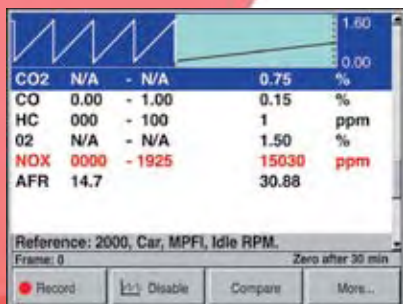 1.60
0.00
CO2 N/A - N/A 0.75 %
CO 0.00 - 1.00 0.15 %
HC 000 - 100 1 ppm
02 N/A - N/A 1.50 %
NOX 0000 - 1925 15030 ppm
AFR 14.7 30.88
Reference: 2000, Car, MPFI, Idle RPM.
Frame: 0 Zero after 30 min
Record Disable Compare More...